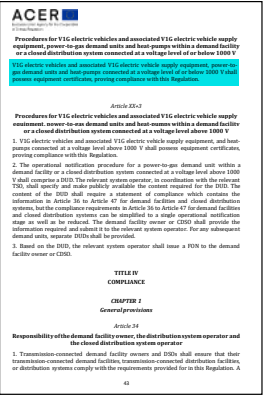 ACER
Procedures for V1G electric vehicles and associated V1G electric vehicle supply
equipment, power-to-gas demand units and heat-pumps within a demand facility
or a closed distribution system connected at a voltage level of or below 1000 V
V1G electric vehicles and associated V1G electric vehicle supply equipment, power-to-
gas demand units and heat-pumps connected at a voltage level of or below 1000 V shall
possess equipment certificates, proving compliance with this Regulation.
Article XX+3
Procedures for V1G electric vehicles and associated V1G electric vehicle supply
equipment, power-to-gas demand units and heat-pumps within a demand facility
or a closed distribution system connected at a voltage level above 1000 V
1. V1G electric vehicles and associated V1G electric vehicle supply equipment, and heat-
pumps connected at a voltage level above 1000 V shall possess equipment certificates,
proving compliance with this Regulation.
2. The operational notification procedure for a power-to-gas demand unit within a
demand facility or a closed distribution system connected at a voltage level above 1000
V shall comprise a DUD. The relevant system operator, in coordination with the relevant
TSO, shall specify and make publicly available the content required for the DUD. The
content of the DUD shall require a statement of compliance which contains the
information in Article 36 to Article 47 for demand facilities and closed distribution
systems, but the compliance requirements in Article 36 to Article 47 for demand facilities
and closed distribution systems can be simplified to a single operational notification
stage as well as be reduced. The demand facility owner or CDSO shall provide the
information required and submit it to the relevant system operator. For any subsequent
demand units, separate DUDs shall be provided.
3. Based on the DUD, the relevant system operator shall issue a FON to the demand
facility owner or CDSO.
TITLE IV
COMPLIANCE
CHAPTER 1
General provisions
Article 34
Responsibility of the demand facility owner, the distribution system operator and
the closed distribution system operator
1. Transmission-connected demand facility owners and DSOs shall ensure that their
transmission-connected demand facilities, transmission-connected distribution facilities,
or distribution systems comply with the requirements provided for in this Regulation. A
43